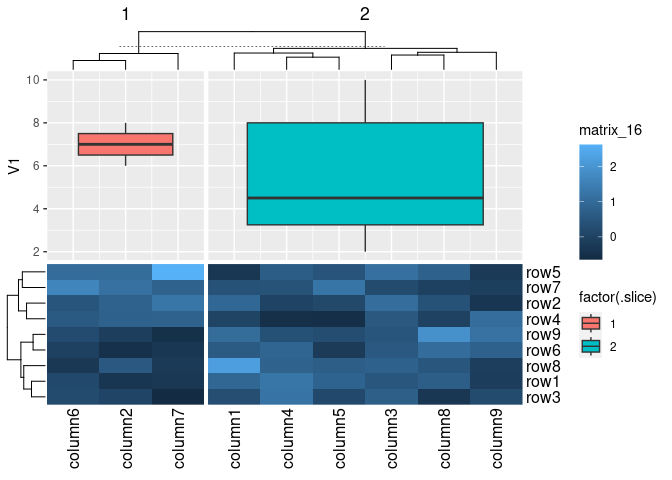 1 2
10
8
6
4
2
V1
row5
row7
row2
row4
row9
row6
row8
row1
row3
column6 column2 column7 column1 column4 column5 column3 column8 column9
matrix_16
2
1
0
factor(.slice)
1
2